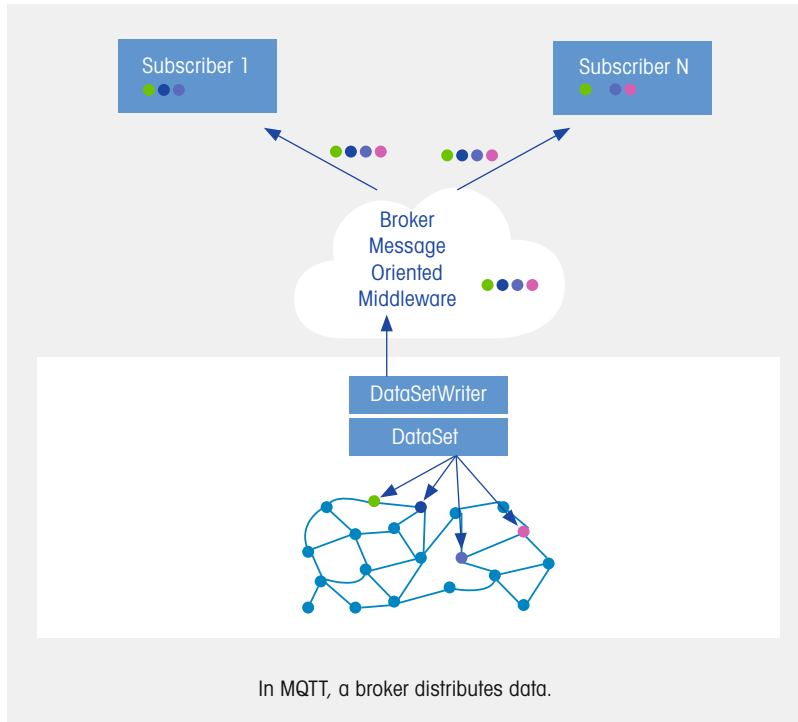 Subscriber 1
Subscriber N
Broker
Message
Oriented
Middleware
DataSetWriter
DataSet
In MQTT, a broker distributes data.